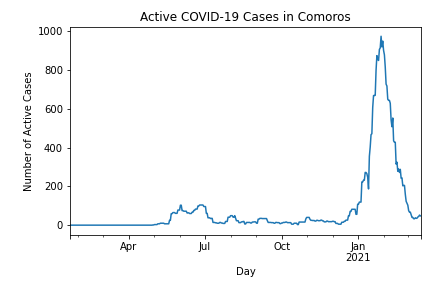 Active COVID-19 Cases in Comoros
1000
800
600
400
200
0
Number of Active Cases
Apr
Jul
Oct
Jan
2021
Day